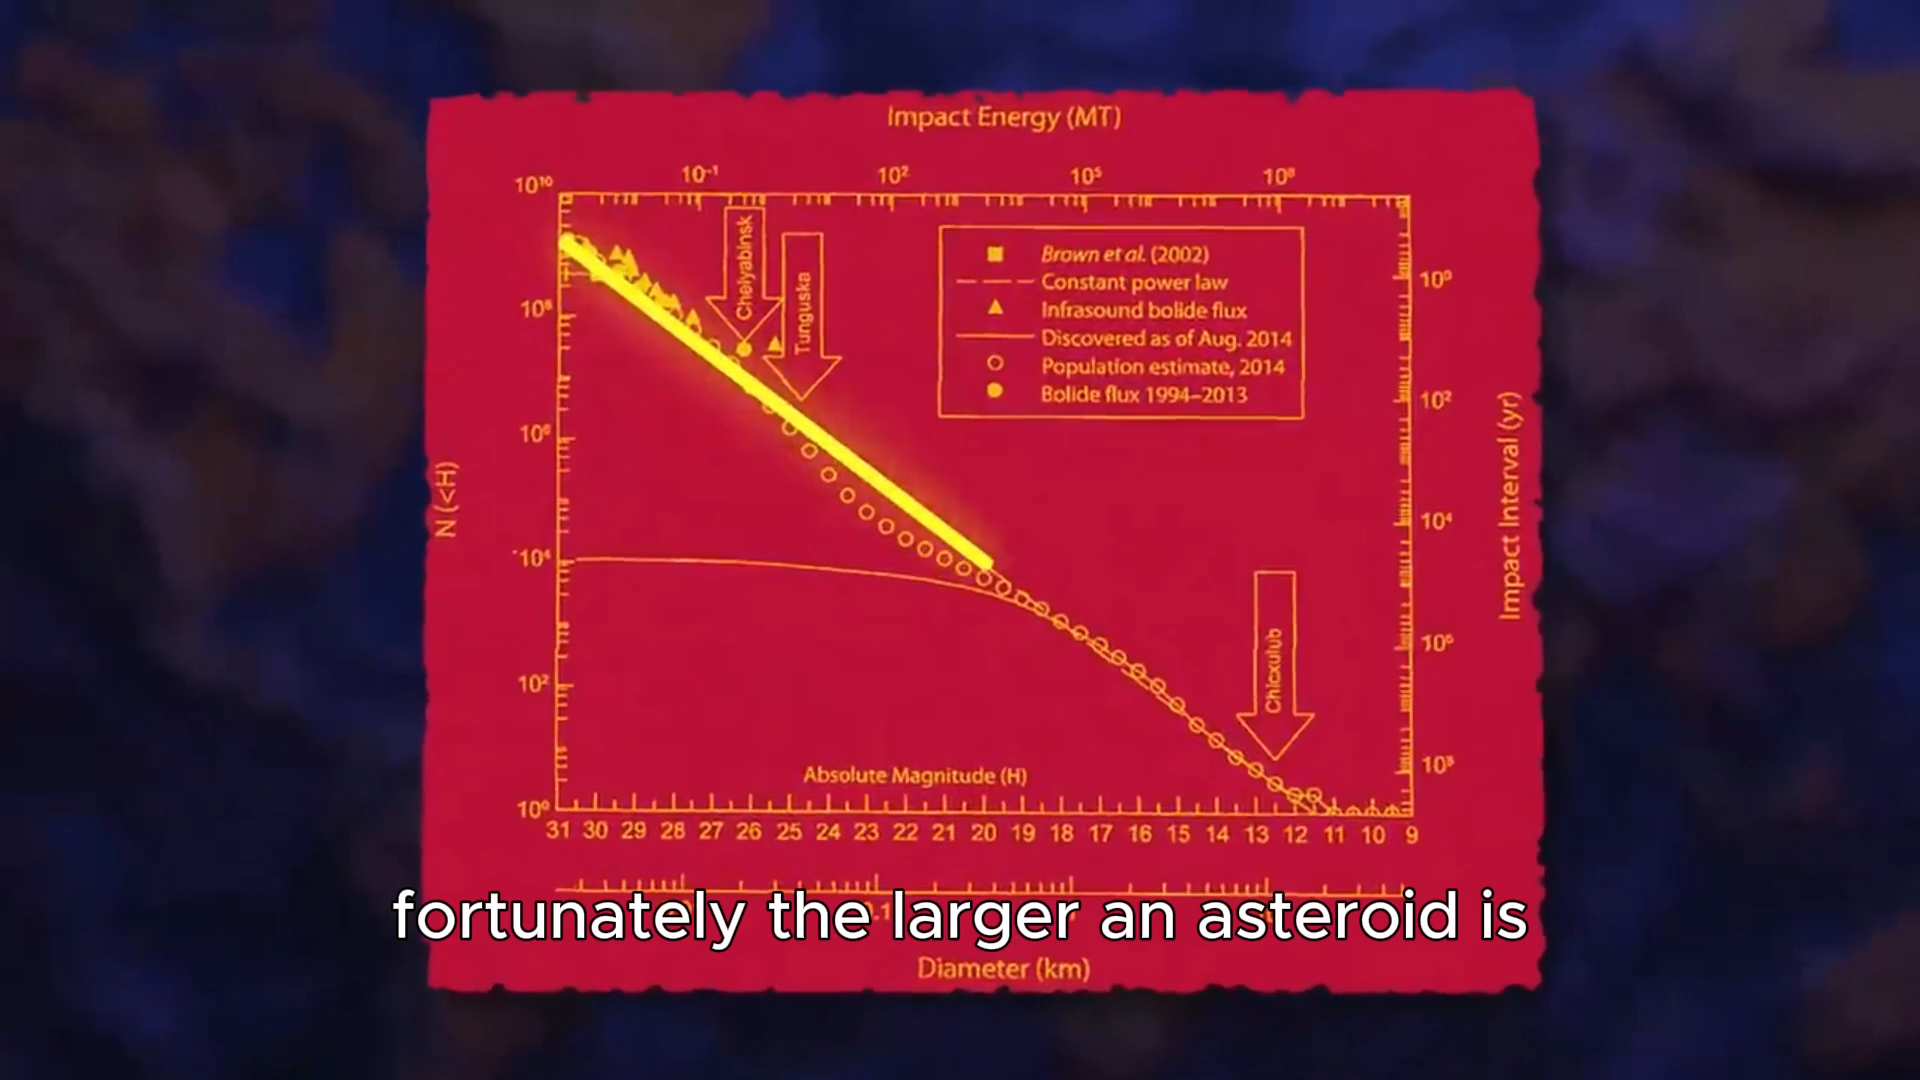 Impact Energy (MT)
10⁻¹ 10² 10⁵ 10⁸
10¹⁰
Chelyabinsk
Tunguska
Brown et al. (2002)
Constant power law
Infrasound bolide flux
Discovered as of Aug. 2014
Population estimate, 2014
Bolide flux 1994–2013
10⁰
10⁸
10²
10⁶
N (<H)
Impact Interval (yr)
10⁴
10⁴
10⁶
Chicxulub
10²
10⁸
Absolute Magnitude (H)
10⁰
31 30 29 28 27 26 25 24 23 22 21 20 19 18 17 16 15 14 13 12 11 10 9
fortunately the larger an asteroid is
Diameter (km)